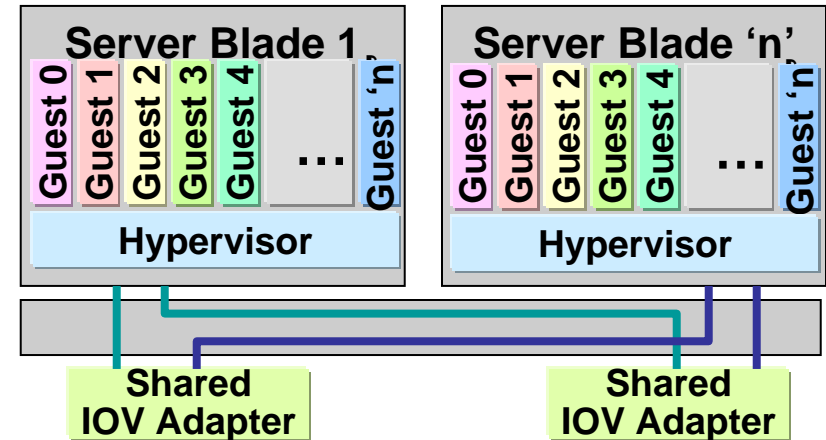 Server Blade 1,
Guest 0
Guest 1
Guest 2
Guest 3
Guest 4
...
Guest ‘n
Hypervisor
Server Blade ‘n’,
Guest 0
Guest 1
Guest 2
Guest 3
Guest 4
...
Guest ‘n
Hypervisor
Shared
IOV Adapter
Shared
IOV Adapter